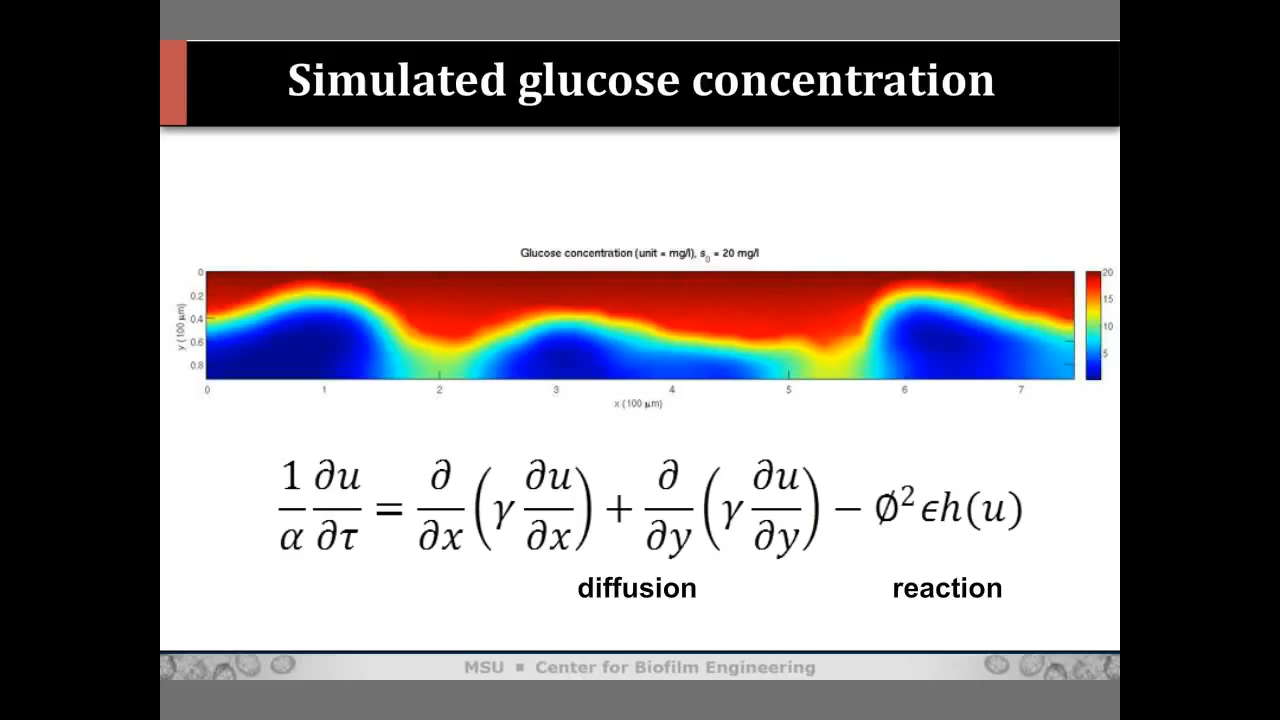 Simulated glucose concentration
Glucose concentration (unit = mg/l), s₀ = 20 mg/l
0
0.2
0.4
0.6
0.8
y (100 μm)
20
15
10
5
0 1 2 3 4 5 6 7
x (100 μm)
1/α ∂u/∂τ = ∂/∂x (γ ∂u/∂x) + ∂/∂y (γ ∂u/∂y) − ∅² ϵh(u)
diffusion reaction
MSU ▪ Center for Biofilm Engineering